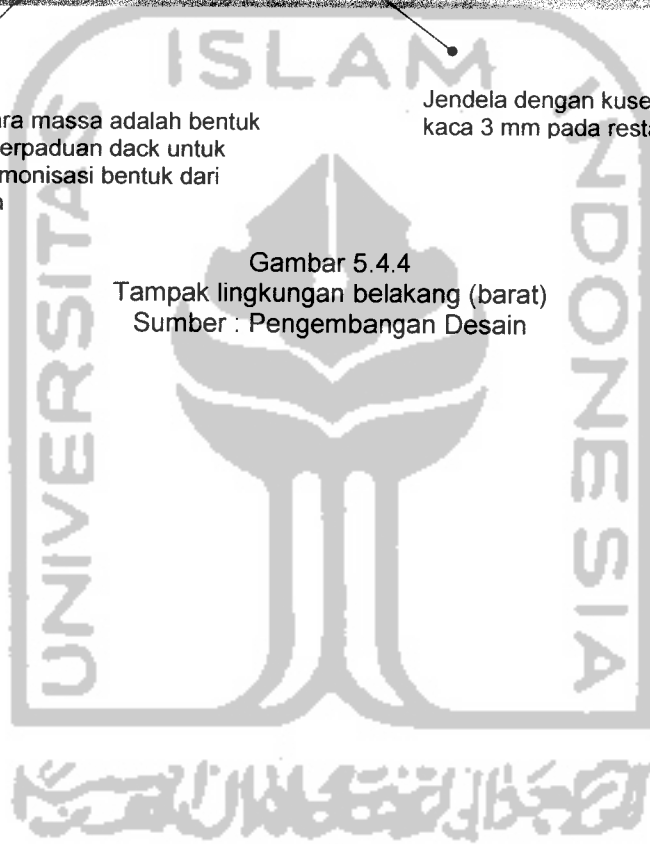 ISLAM
ra massa adalah bentuk
erpaduan dack untuk
monisasi bentuk dari
Jendela dengan kuse
kaca 3 mm pada resta
Gambar 5.4.4
Tampak lingkungan belakang (barat)
Sumber : Pengembangan Desain
UNIVERSITAS
INDONESIA